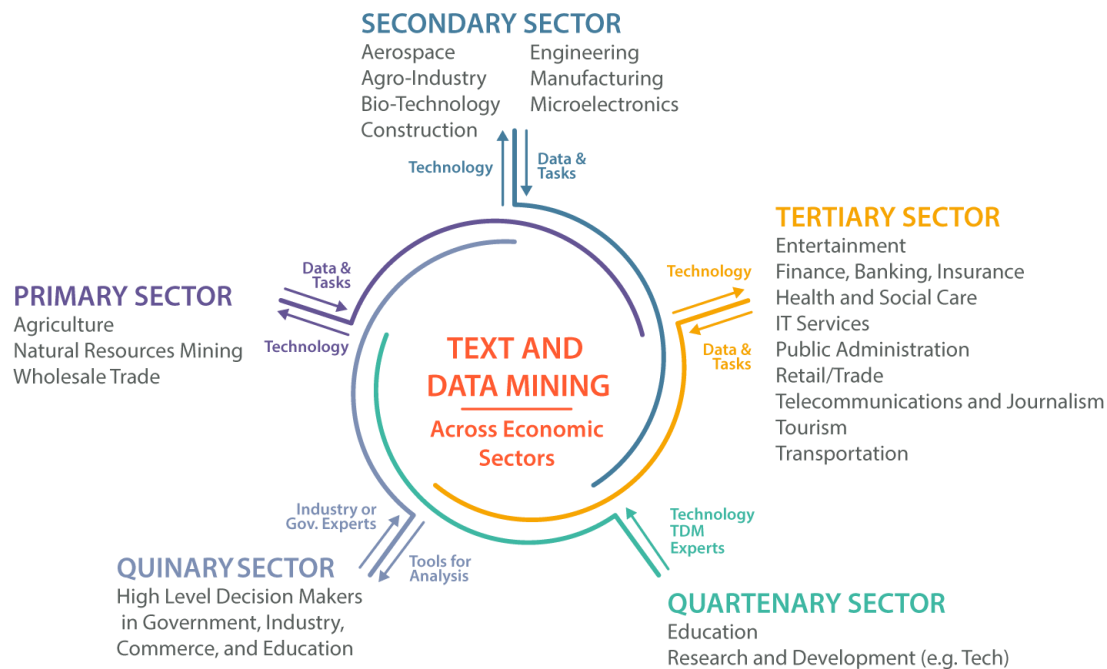 SECONDARY SECTOR
Aerospace
Agro-Industry
Bio-Technology
Construction
Engineering
Manufacturing
Microelectronics
Technology
Data &
Tasks
TERTIARY SECTOR
Entertainment
Finance, Banking, Insurance
Health and Social Care
IT Services
Public Administration
Retail/Trade
Telecommunications and Journalism
Tourism
Transportation
Technology
Data &
Tasks
PRIMARY SECTOR
Agriculture
Natural Resources Mining
Wholesale Trade
Data &
Tasks
Technology
TEXT AND
DATA MINING
Across Economic
Sectors
Industry or
Gov. Experts
Tools for
Analysis
QUINARY SECTOR
High Level Decision Makers
in Government, Industry,
Commerce, and Education
Technology
TDM
Experts
QUARTENARY SECTOR
Education
Research and Development (e.g. Tech)